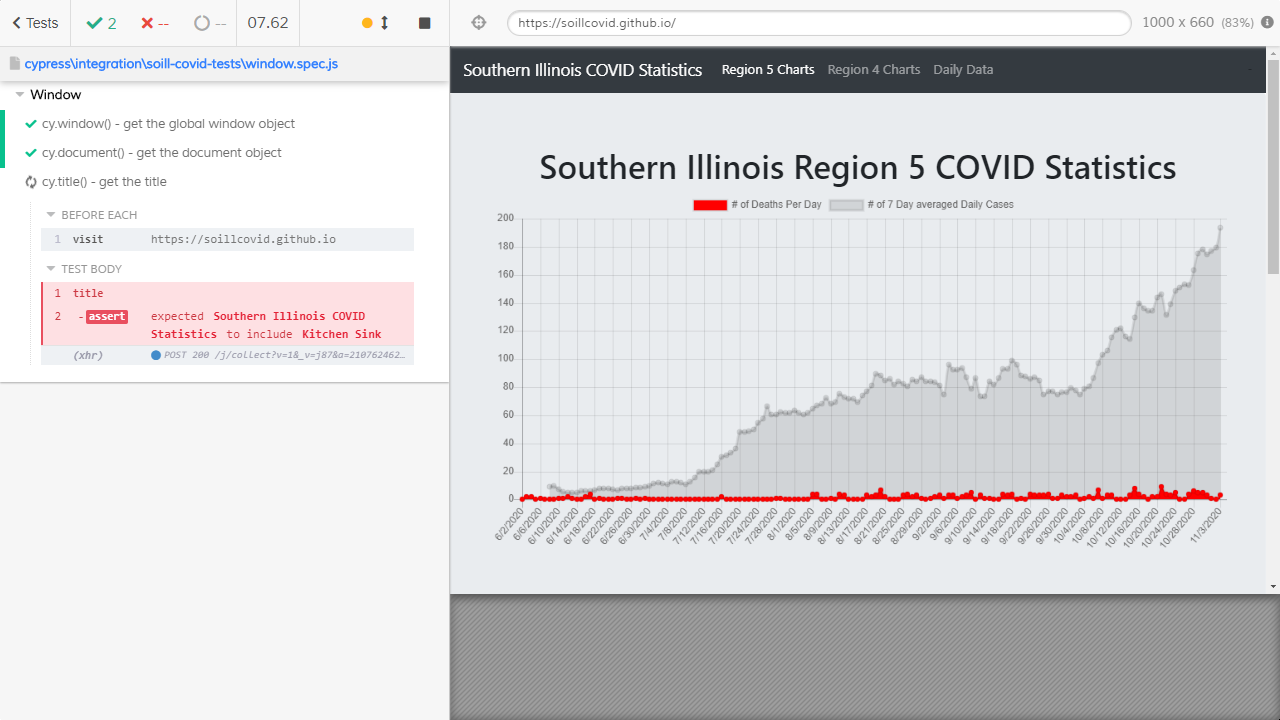 Tests
2
--
--
07.62
https://soillcovid.github.io/
1000 x 660 (83%)
cypress\integration\soill-covid-tests\window.spec.js
Window
cy.window() - get the global window object
cy.document() - get the document object
cy.title() - get the title
BEFORE EACH
1 visit https://soillcovid.github.io
TEST BODY
1 title
2 - assert expected Southern Illinois COVID
Statistics to include Kitchen Sink
(xhr) POST 200 /j/collect?v=1&_v=j87&a=210762462…
Southern Illinois COVID Statistics Region 5 Charts Region 4 Charts Daily Data
Southern Illinois Region 5 COVID Statistics
# of Deaths Per Day # of 7 Day averaged Daily Cases
200
180
160
140
120
100
80
60
40
20
0
6/2/2020 6/6/2020 6/10/2020 6/14/2020 6/18/2020 6/22/2020 6/26/2020 6/30/2020 7/4/2020 7/8/2020 7/12/2020 7/16/2020 7/20/2020 7/24/2020 7/28/2020 8/1/2020 8/5/2020 8/9/2020 8/13/2020 8/17/2020 8/21/2020 8/25/2020 8/29/2020 9/2/2020 9/6/2020 9/10/2020 9/14/2020 9/18/2020 9/22/2020 9/26/2020 9/30/2020 10/4/2020 10/8/2020 10/12/2020 10/16/2020 10/20/2020 10/24/2020 10/28/2020 11/3/2020